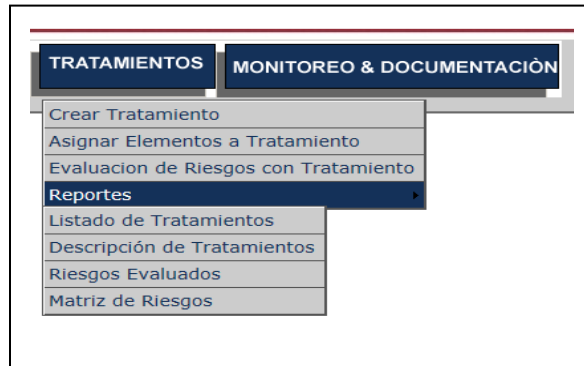 TRATAMIENTOS
MONITOREO & DOCUMENTACIÒN
Crear Tratamiento
Asignar Elementos a Tratamiento
Evaluacion de Riesgos con Tratamiento
Reportes
Listado de Tratamientos
Descripción de Tratamientos
Riesgos Evaluados
Matriz de Riesgos